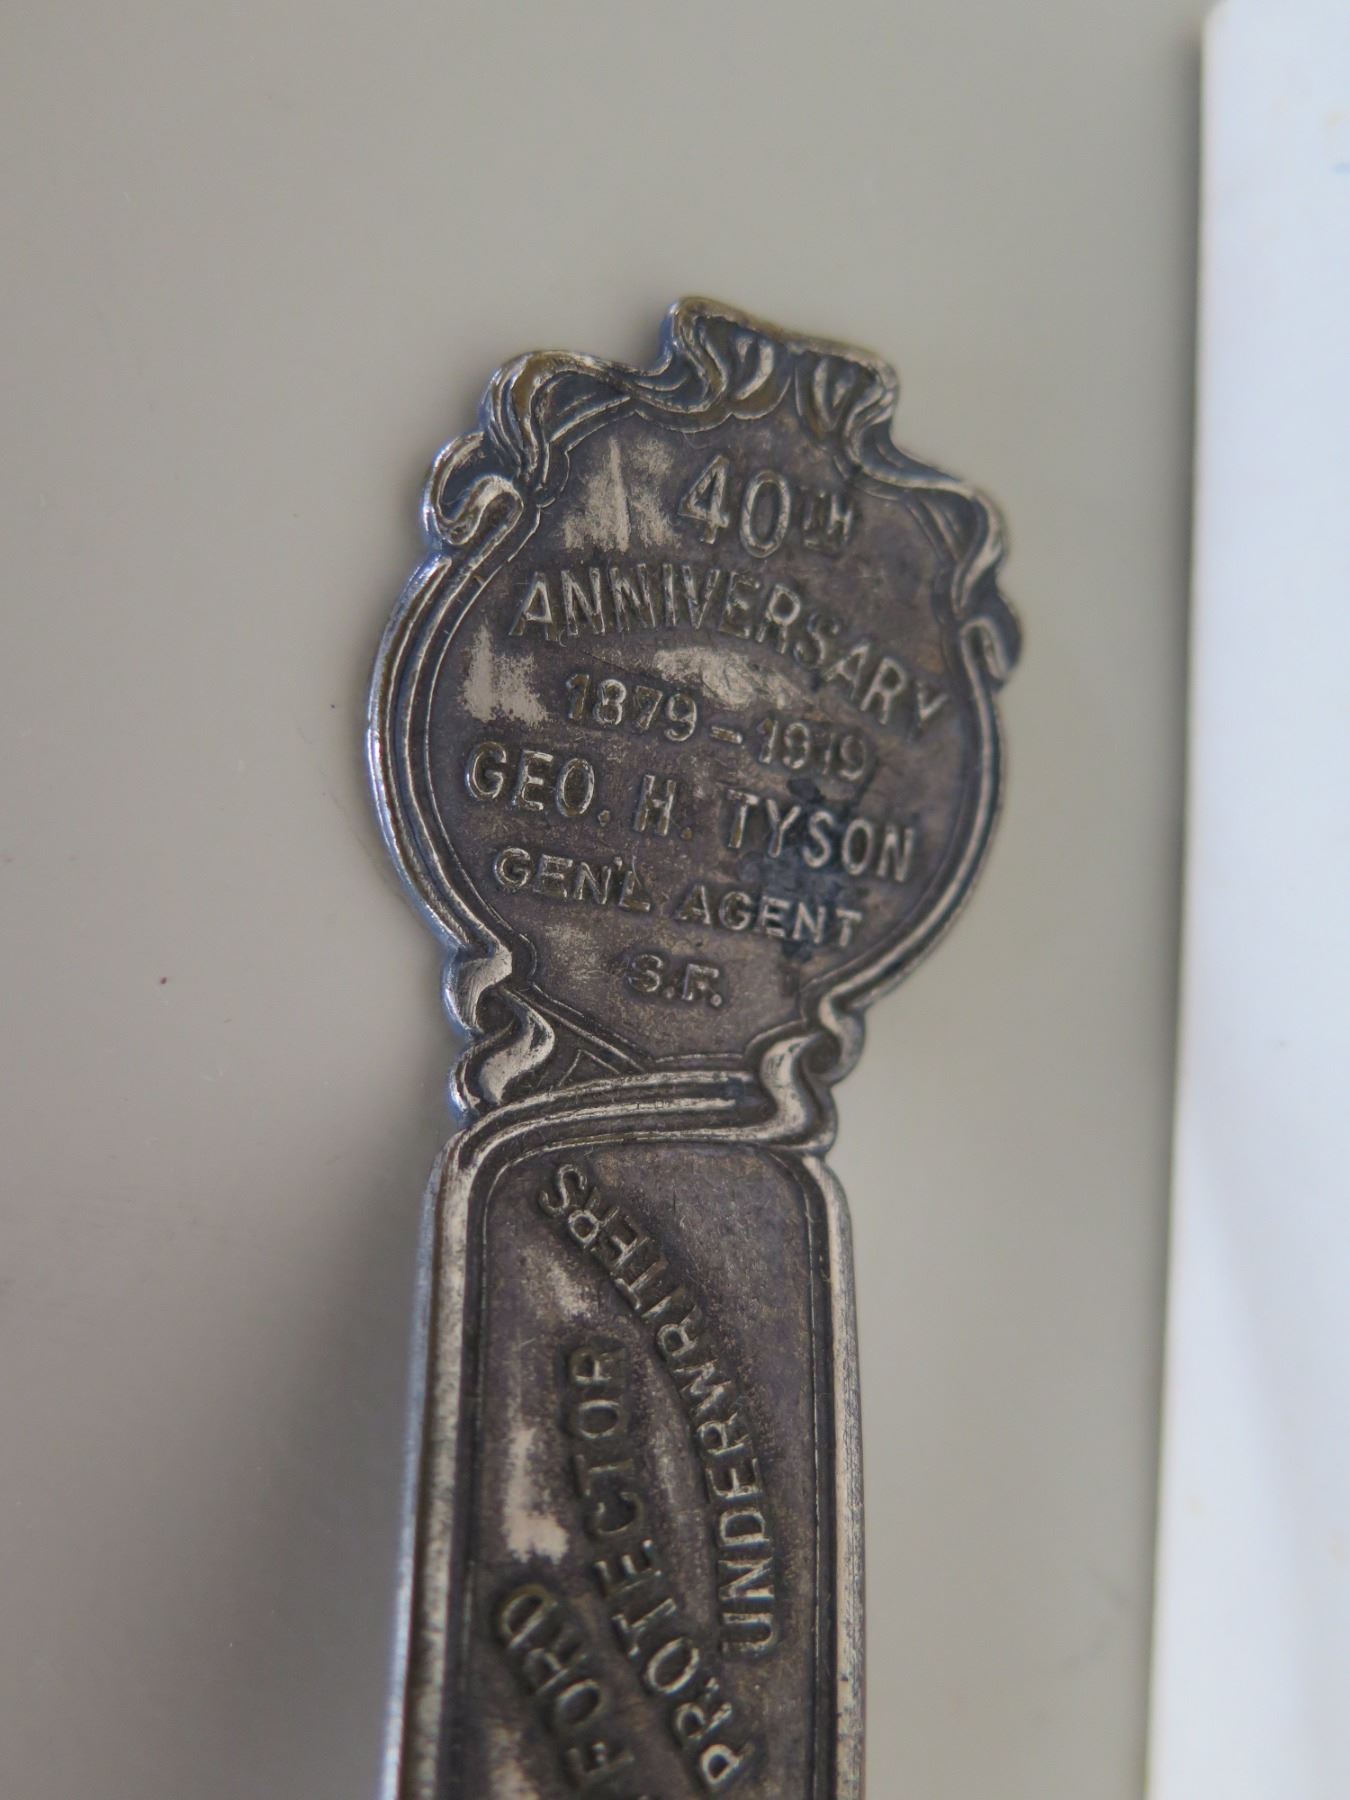 40TH
ANNIVERSARY
1879-1919
GEO. H. TYSON
GEN'L AGENT
S.F.
FORD
PROTECTOR
UNDERWRITERS